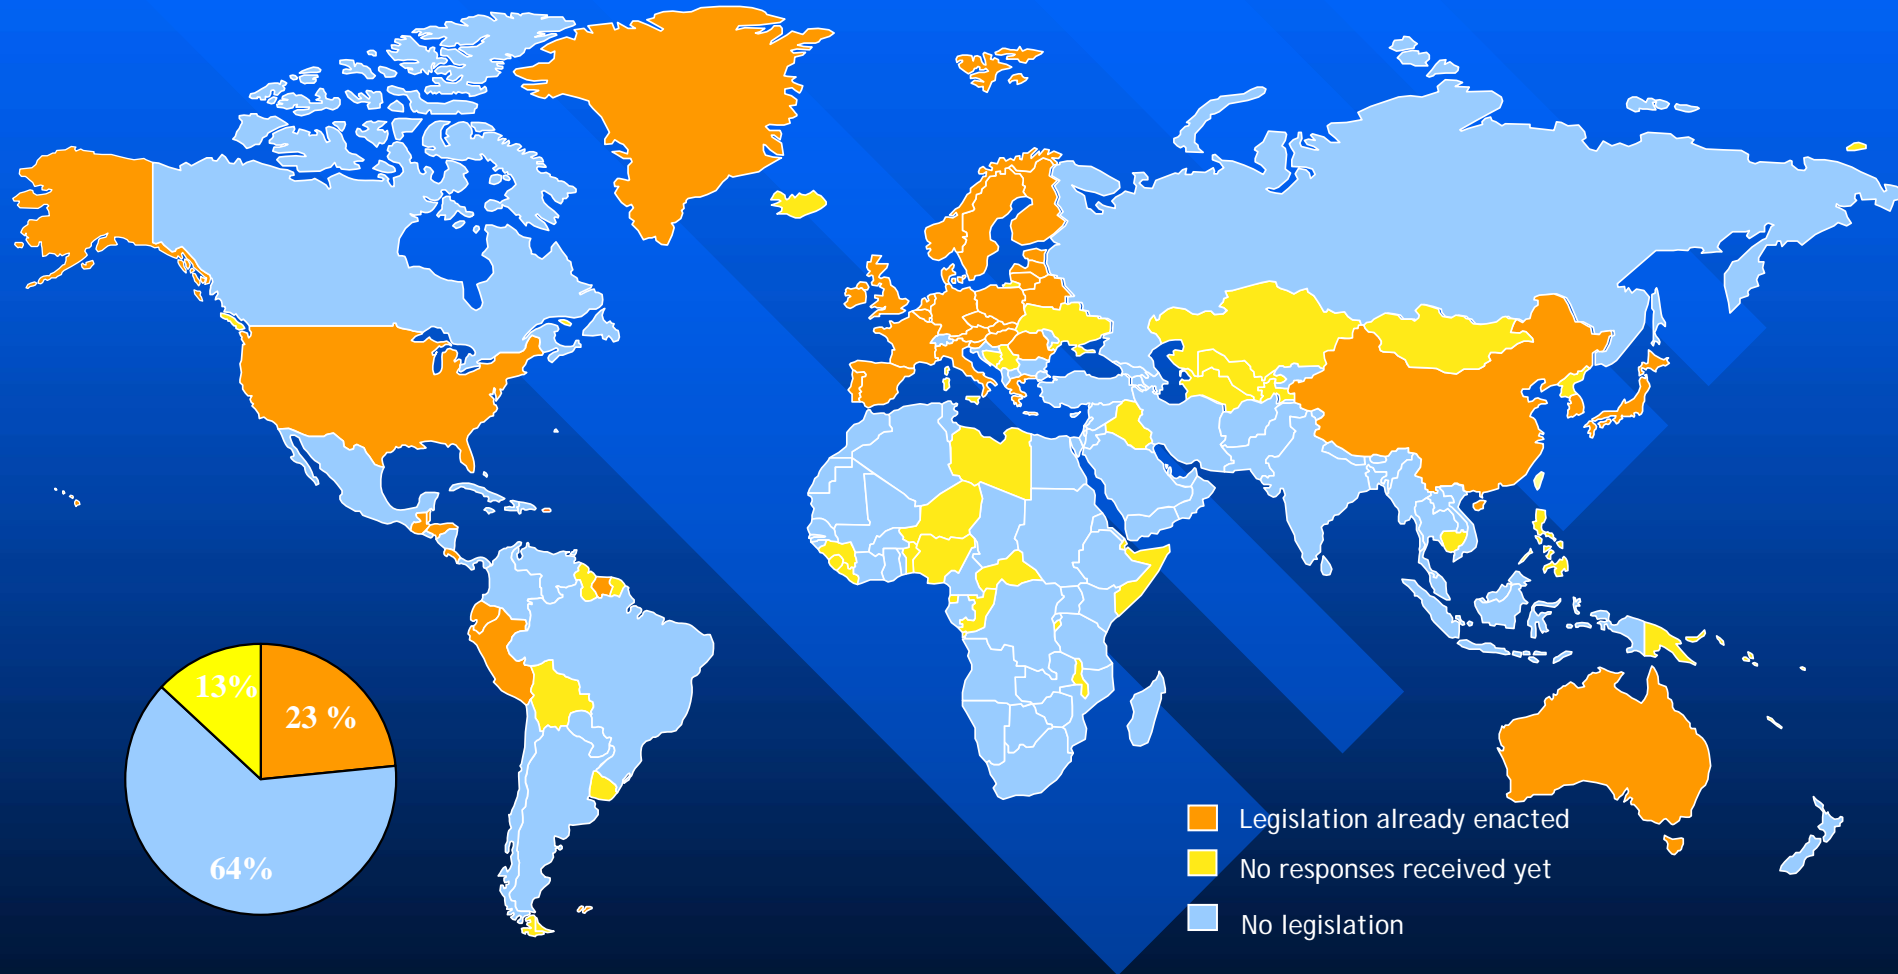 13%
23 %
64%
Legislation already enacted
No responses received yet
No legislation